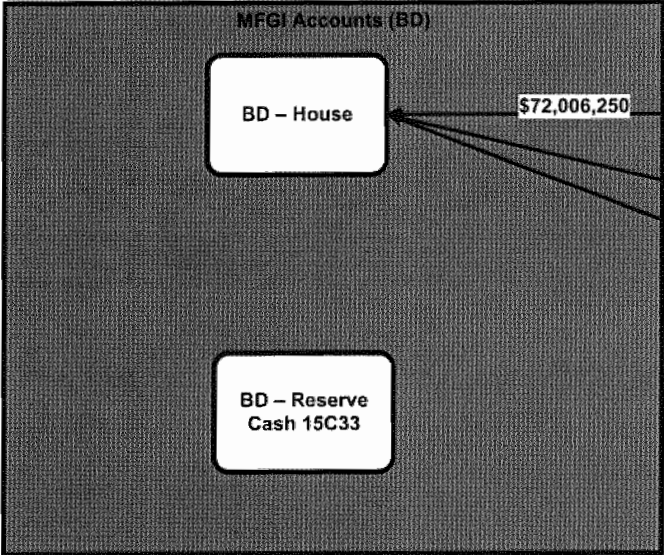 MFGI Accounts (BD)
BD – House
$72,006,250
BD – Reserve
Cash 15C33